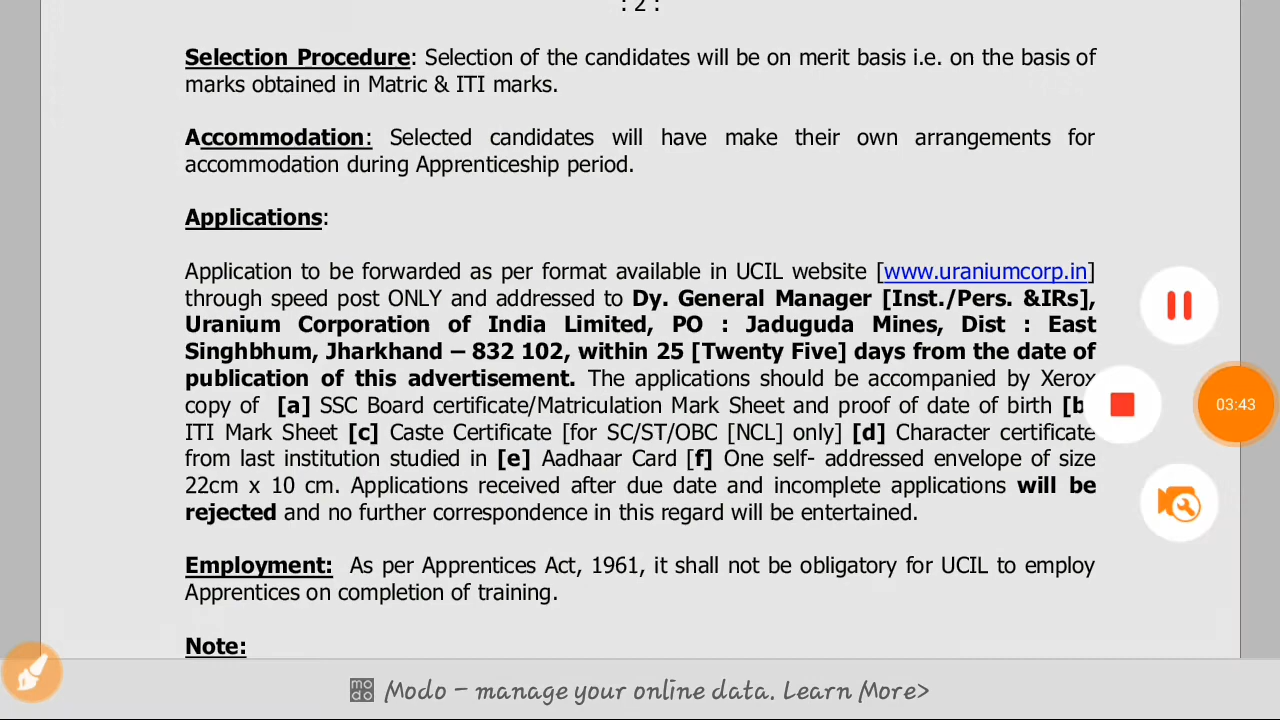 : 2 :
Selection Procedure: Selection of the candidates will be on merit basis i.e. on the basis of
marks obtained in Matric & ITI marks.
Accommodation: Selected candidates will have make their own arrangements for
accommodation during Apprenticeship period.
Applications:
Application to be forwarded as per format available in UCIL website [www.uraniumcorp.in]
through speed post ONLY and addressed to Dy. General Manager [Inst./Pers. &IRs],
Uranium Corporation of India Limited, PO : Jaduguda Mines, Dist : East
Singhbhum, Jharkhand – 832 102, within 25 [Twenty Five] days from the date of
publication of this advertisement. The applications should be accompanied by Xerox
copy of [a] SSC Board certificate/Matriculation Mark Sheet and proof of date of birth [b
ITI Mark Sheet [c] Caste Certificate [for SC/ST/OBC [NCL] only] [d] Character certificate
from last institution studied in [e] Aadhaar Card [f] One self- addressed envelope of size
22cm x 10 cm. Applications received after due date and incomplete applications will be
rejected and no further correspondence in this regard will be entertained.
Employment: As per Apprentices Act, 1961, it shall not be obligatory for UCIL to employ
Apprentices on completion of training.
Note:
03:43
mo do Modo – manage your online data. Learn More>